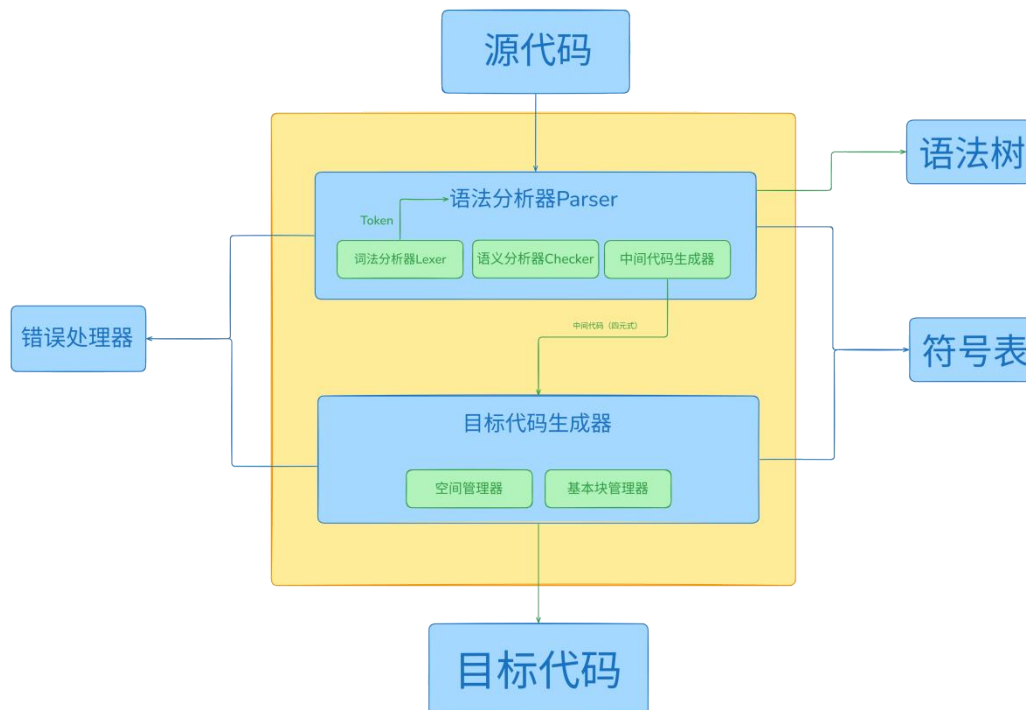 源代码
语法树
语法分析器Parser
Token
词法分析器Lexer
语义分析器Checker
中间代码生成器
错误处理器
中间代码（四元式）
符号表
目标代码生成器
空间管理器
基本块管理器
目标代码